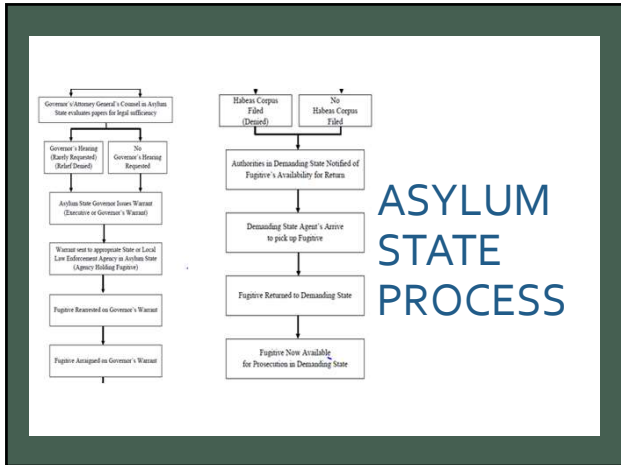 Governor's/Attorney General's Counsel in Asylum
State evaluates papers for legal sufficiency
Governor's Hearing
(Rarely Requested)
(Relief Denied)
No
Governor's Hearing
Requested
Asylum State Governor Issues Warrant
(Executive or Governor's Warrant)
Warrant sent to appropriate State or Local
Law Enforcement Agency in Asylum State
(Agency Holding Fugitive)
Fugitive Rearrested on Governor's Warrant
Fugitive Arraigned on Governor's Warrant
Habeas Corpus
Filed
(Denied)
No
Habeas Corpus
Filed
Authorities in Demanding State Notified of
Fugitive's Availability for Return
Demanding State Agent's Arrive
to pick up Fugitive
Fugitive Returned to Demanding State
Fugitive Now Available
for Prosecution in Demanding State
ASYLUM
STATE
PROCESS